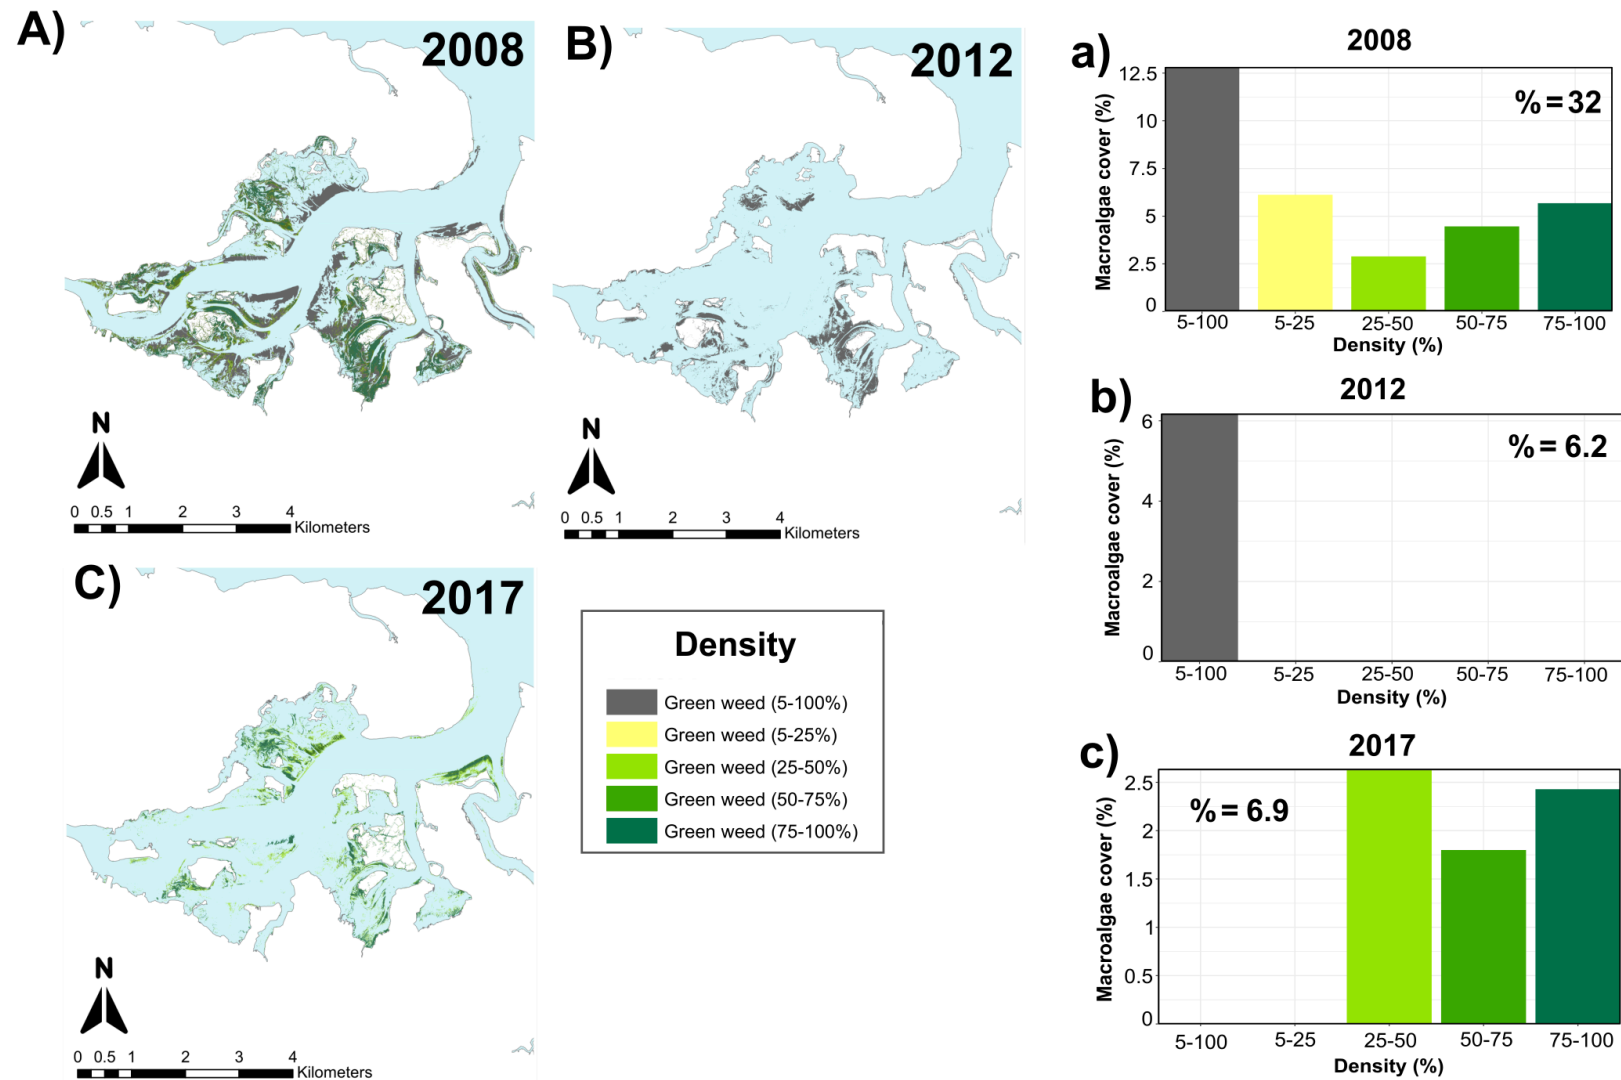 A)
2008
N
0 0.5 1 2 3 4
Kilometers
B)
2012
N
0 0.5 1 2 3 4
Kilometers
C)
2017
N
0 0.5 1 2 3 4
Kilometers
Density
Green weed (5-100%)
Green weed (5-25%)
Green weed (25-50%)
Green weed (50-75%)
Green weed (75-100%)
a)
2008
% = 32
Macroalgae cover (%)
12.5
10
7.5
5
2.5
0
5-100 5-25 25-50 50-75 75-100
Density (%)
b)
2012
% = 6.2
Macroalgae cover (%)
6
4
2
0
5-100 5-25 25-50 50-75 75-100
Density (%)
c)
2017
% = 6.9
Macroalgae cover (%)
2.5
2
1.5
1
0.5
0
5-100 5-25 25-50 50-75 75-100
Density (%)